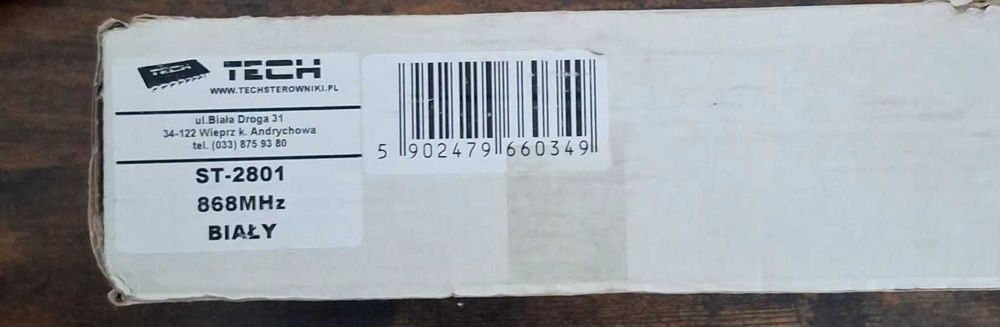 TECH
TECH
WWW.TECHSTEROWNIKI.PL
ul.Biała Droga 31
34-122 Wieprz k. Andrychowa
tel. (033) 875 93 80
ST-2801
868MHz
BIAŁY
5 902479 660349